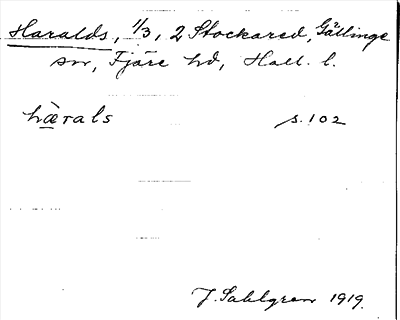 Haralds, 1/3, 2 Stockared, Gällinge
sn, Fjäre hd, Hall. l.
hærals s. 102
J. Sahlgren 1919.